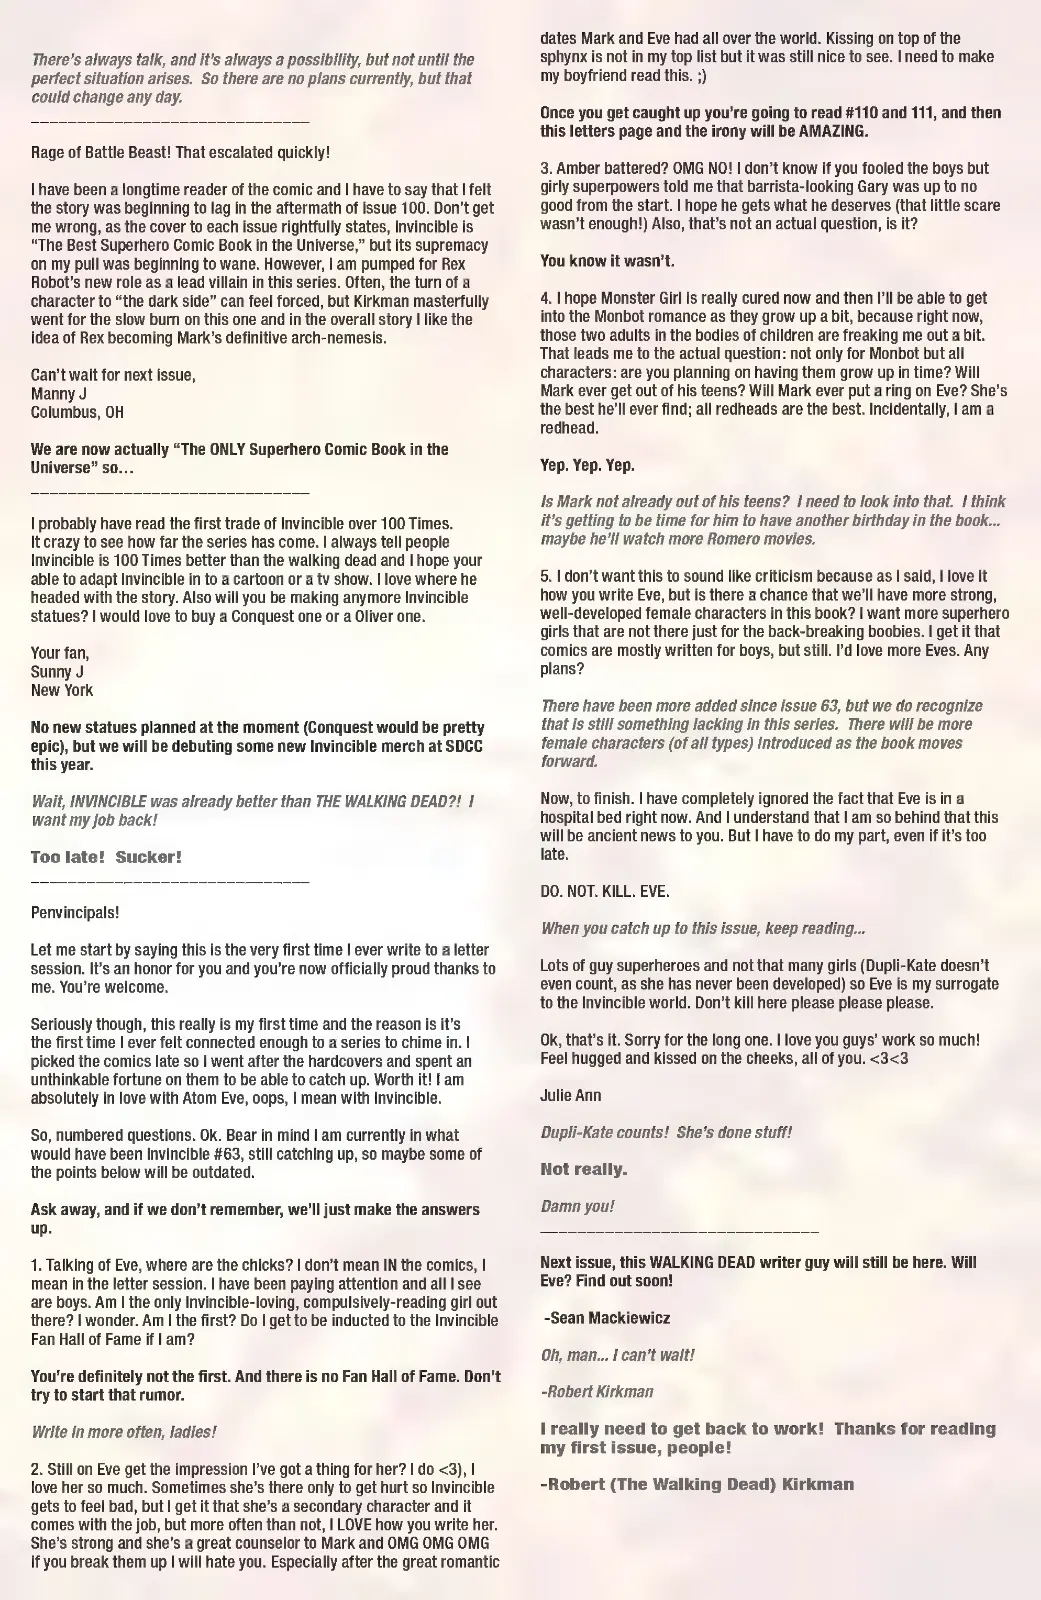 There's always talk, and it's always a possibility, but not until the
perfect situation arises.  So there are no plans currently, but that
could change any day.
_______________________________
Rage of Battle Beast! That escalated quickly!
I have been a longtime reader of the comic and I have to say that I felt
the story was beginning to lag in the aftermath of issue 100. Don't get
me wrong, as the cover to each issue rightfully states, Invincible is
“The Best Superhero Comic Book in the Universe,” but its supremacy
on my pull was beginning to wane. However, I am pumped for Rex
Robot's new role as a lead villain in this series. Often, the turn of a
character to “the dark side” can feel forced, but Kirkman masterfully
went for the slow burn on this one and in the overall story I like the
idea of Rex becoming Mark's definitive arch-nemesis.
Can't wait for next issue,
Manny J
Columbus, OH
We are now actually “The ONLY Superhero Comic Book in the
Universe” so…
_______________________________
I probably have read the first trade of Invincible over 100 Times.
It crazy to see how far the series has come. I always tell people
Invincible is 100 Times better than the walking dead and I hope your
able to adapt Invincible in to a cartoon or a tv show. I love where he
headed with the story. Also will you be making anymore Invincible
statues? I would love to buy a Conquest one or a Oliver one.
Your fan,
Sunny J
New York
No new statues planned at the moment (Conquest would be pretty
epic), but we will be debuting some new Invincible merch at SDCC
this year.
Wait, INVINCIBLE was already better than THE WALKING DEAD?!  I
want my job back!
Too late!  Sucker!
_______________________________
Penvincipals!
Let me start by saying this is the very first time I ever write to a letter
session. It's an honor for you and you're now officially proud thanks to
me. You're welcome.
Seriously though, this really is my first time and the reason is it's
the first time I ever felt connected enough to a series to chime in. I
picked the comics late so I went after the hardcovers and spent an
unthinkable fortune on them to be able to catch up. Worth it! I am
absolutely in love with Atom Eve, oops, I mean with Invincible.
So, numbered questions. Ok. Bear in mind I am currently in what
would have been Invincible #63, still catching up, so maybe some of
the points below will be outdated.
Ask away, and if we don't remember, we'll just make the answers
up.
1. Talking of Eve, where are the chicks? I don't mean IN the comics, I
mean in the letter session. I have been paying attention and all I see
are boys. Am I the only Invincible-loving, compulsively-reading girl out
there? I wonder. Am I the first? Do I get to be inducted to the Invincible
Fan Hall of Fame if I am?
You're definitely not the first. And there is no Fan Hall of Fame. Don't
try to start that rumor.
Write in more often, ladies!
2. Still on Eve get the impression I've got a thing for her? I do <3), I
love her so much. Sometimes she's there only to get hurt so Invincible
gets to feel bad, but I get it that she's a secondary character and it
comes with the job, but more often than not, I LOVE how you write her.
She's strong and she's a great counselor to Mark and OMG OMG OMG
if you break them up I will hate you. Especially after the great romantic
dates Mark and Eve had all over the world. Kissing on top of the
sphynx is not in my top list but it was still nice to see. I need to make
my boyfriend read this. ;)
Once you get caught up you're going to read #110 and 111, and then
this letters page and the irony will be AMAZING.
3. Amber battered? OMG NO! I don't know if you fooled the boys but
girly superpowers told me that barrista-looking Gary was up to no
good from the start. I hope he gets what he deserves (that little scare
wasn't enough!) Also, that's not an actual question, is it?
You know it wasn't.
4. I hope Monster Girl is really cured now and then I'll be able to get
into the Monbot romance as they grow up a bit, because right now,
those two adults in the bodies of children are freaking me out a bit.
That leads me to the actual question: not only for Monbot but all
characters: are you planning on having them grow up in time? Will
Mark ever get out of his teens? Will Mark ever put a ring on Eve? She's
the best he'll ever find; all redheads are the best. Incidentally, I am a
redhead.
Yep. Yep. Yep.
Is Mark not already out of his teens?  I need to look into that.  I think
it's getting to be time for him to have another birthday in the book...
maybe he'll watch more Romero movies.
5. I don't want this to sound like criticism because as I said, I love it
how you write Eve, but is there a chance that we'll have more strong,
well-developed female characters in this book? I want more superhero
girls that are not there just for the back-breaking boobies. I get it that
comics are mostly written for boys, but still. I'd love more Eves. Any
plans?
There have been more added since issue 63, but we do recognize
that is still something lacking in this series.  There will be more
female characters (of all types) introduced as the book moves
forward.
Now, to finish. I have completely ignored the fact that Eve is in a
hospital bed right now. And I understand that I am so behind that this
will be ancient news to you. But I have to do my part, even if it's too
late.
DO. NOT. KILL. EVE.
When you catch up to this issue, keep reading...
Lots of guy superheroes and not that many girls (Dupli-Kate doesn't
even count, as she has never been developed) so Eve is my surrogate
to the Invincible world. Don't kill here please please please.
Ok, that's it. Sorry for the long one. I love you guys' work so much!
Feel hugged and kissed on the cheeks, all of you. <3<3
Julie Ann
Dupli-Kate counts!  She's done stuff!
Not really.
Damn you!
_______________________________
Next issue, this WALKING DEAD writer guy will still be here. Will
Eve? Find out soon!
-Sean Mackiewicz
Oh, man... I can't wait!
-Robert Kirkman
I really need to get back to work!  Thanks for reading
my first issue, people!
-Robert (The Walking Dead) Kirkman